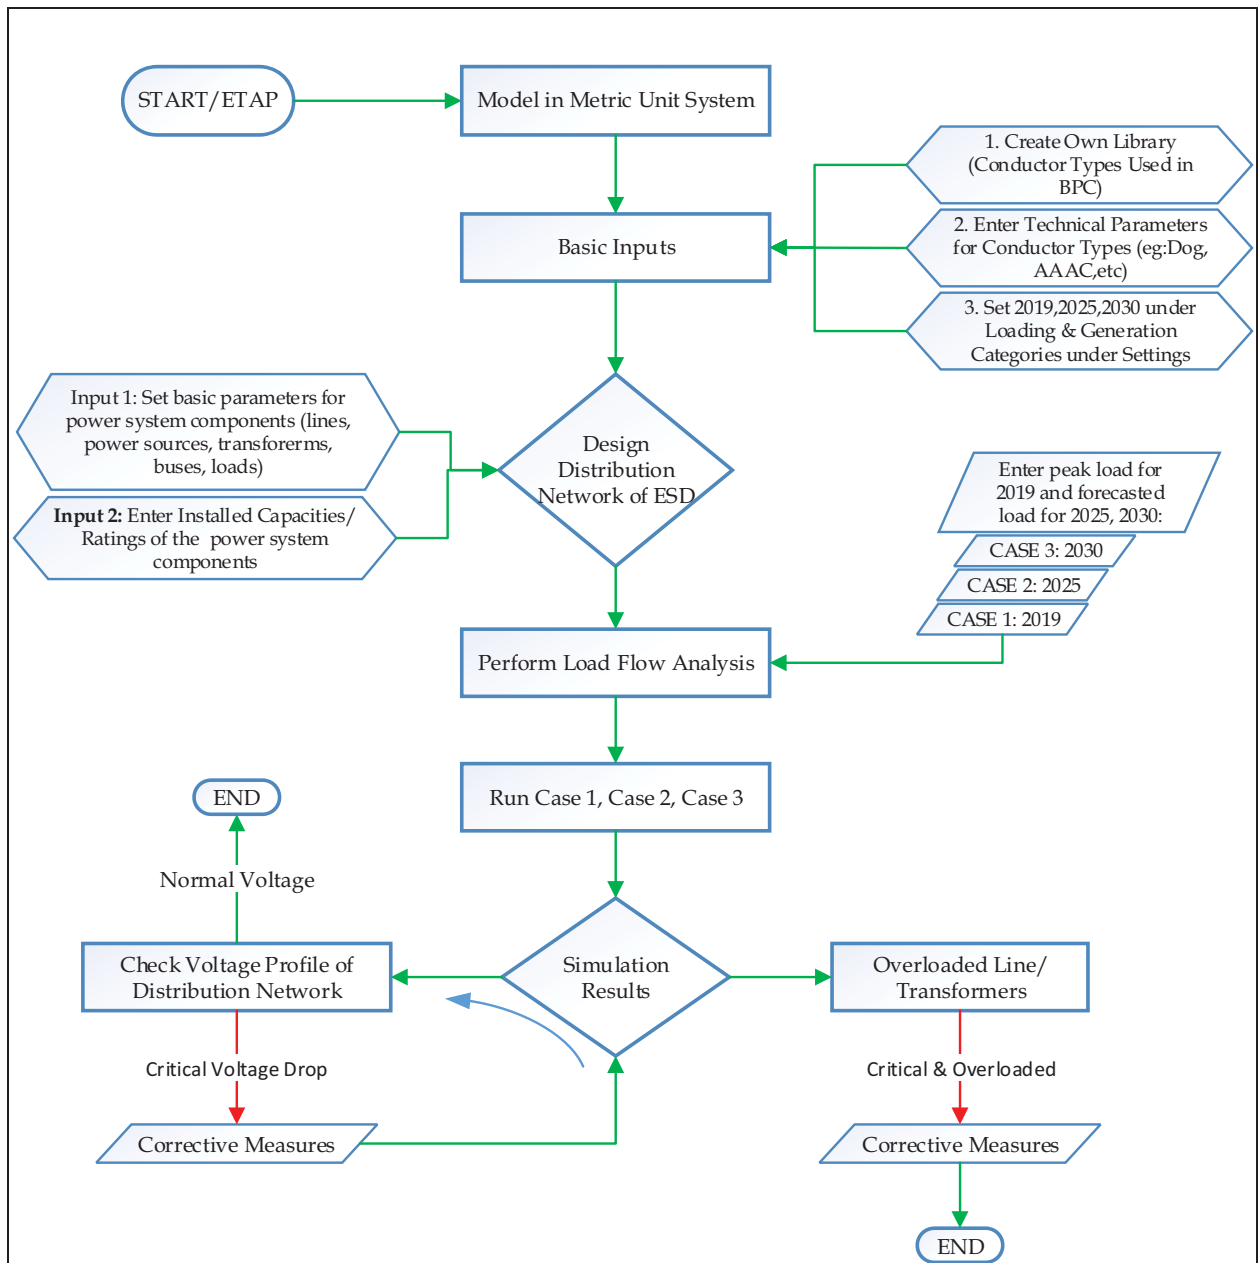 START/ETAP
Model in Metric Unit System
1. Create Own Library
(Conductor Types Used in
BPC)
Basic Inputs
2. Enter Technical Parameters
for Conductor Types (eg:Dog,
AAAC,etc)
3. Set 2019,2025,2030 under
Loading & Generation
Categories under Settings
Input 1: Set basic parameters for
power system components (lines,
power sources, transforerms,
buses, loads)
Input 2: Enter Installed Capacities/
Ratings of the power system
components
Design
Distribution
Network of ESD
Enter peak load for
2019 and forecasted
load for 2025, 2030:
CASE 3: 2030
CASE 2: 2025
CASE 1: 2019
Perform Load Flow Analysis
Run Case 1, Case 2, Case 3
END
Normal Voltage
Check Voltage Profile of
Distribution Network
Simulation
Results
Overloaded Line/
Transformers
Critical Voltage Drop
Critical & Overloaded
Corrective Measures
Corrective Measures
END